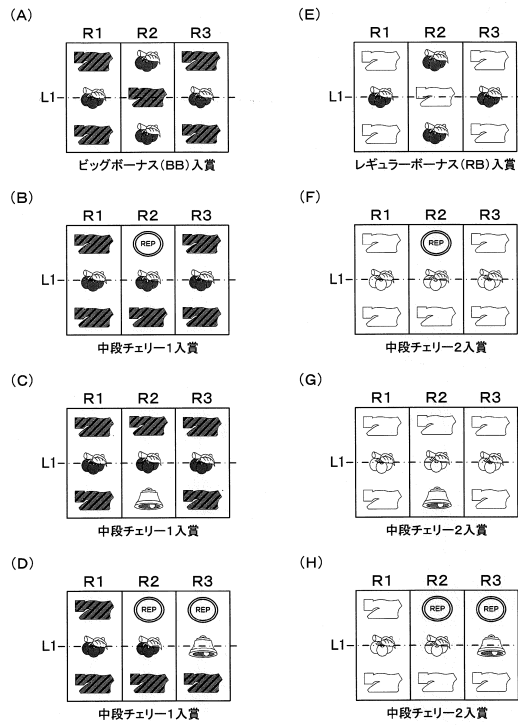 (A)
R1 R2 R3
L1
ビッグボーナス(BB)入賞
(B)
R1 R2 R3
REP
L1
中段チェリー1入賞
(C)
R1 R2 R3
L1
中段チェリー1入賞
(D)
R1 R2 R3
REP REP
L1
中段チェリー1入賞
(E)
R1 R2 R3
L1
レギュラーボーナス(RB)入賞
(F)
R1 R2 R3
REP
L1
中段チェリー2入賞
(G)
R1 R2 R3
L1
中段チェリー2入賞
(H)
R1 R2 R3
REP REP
L1
中段チェリー2入賞